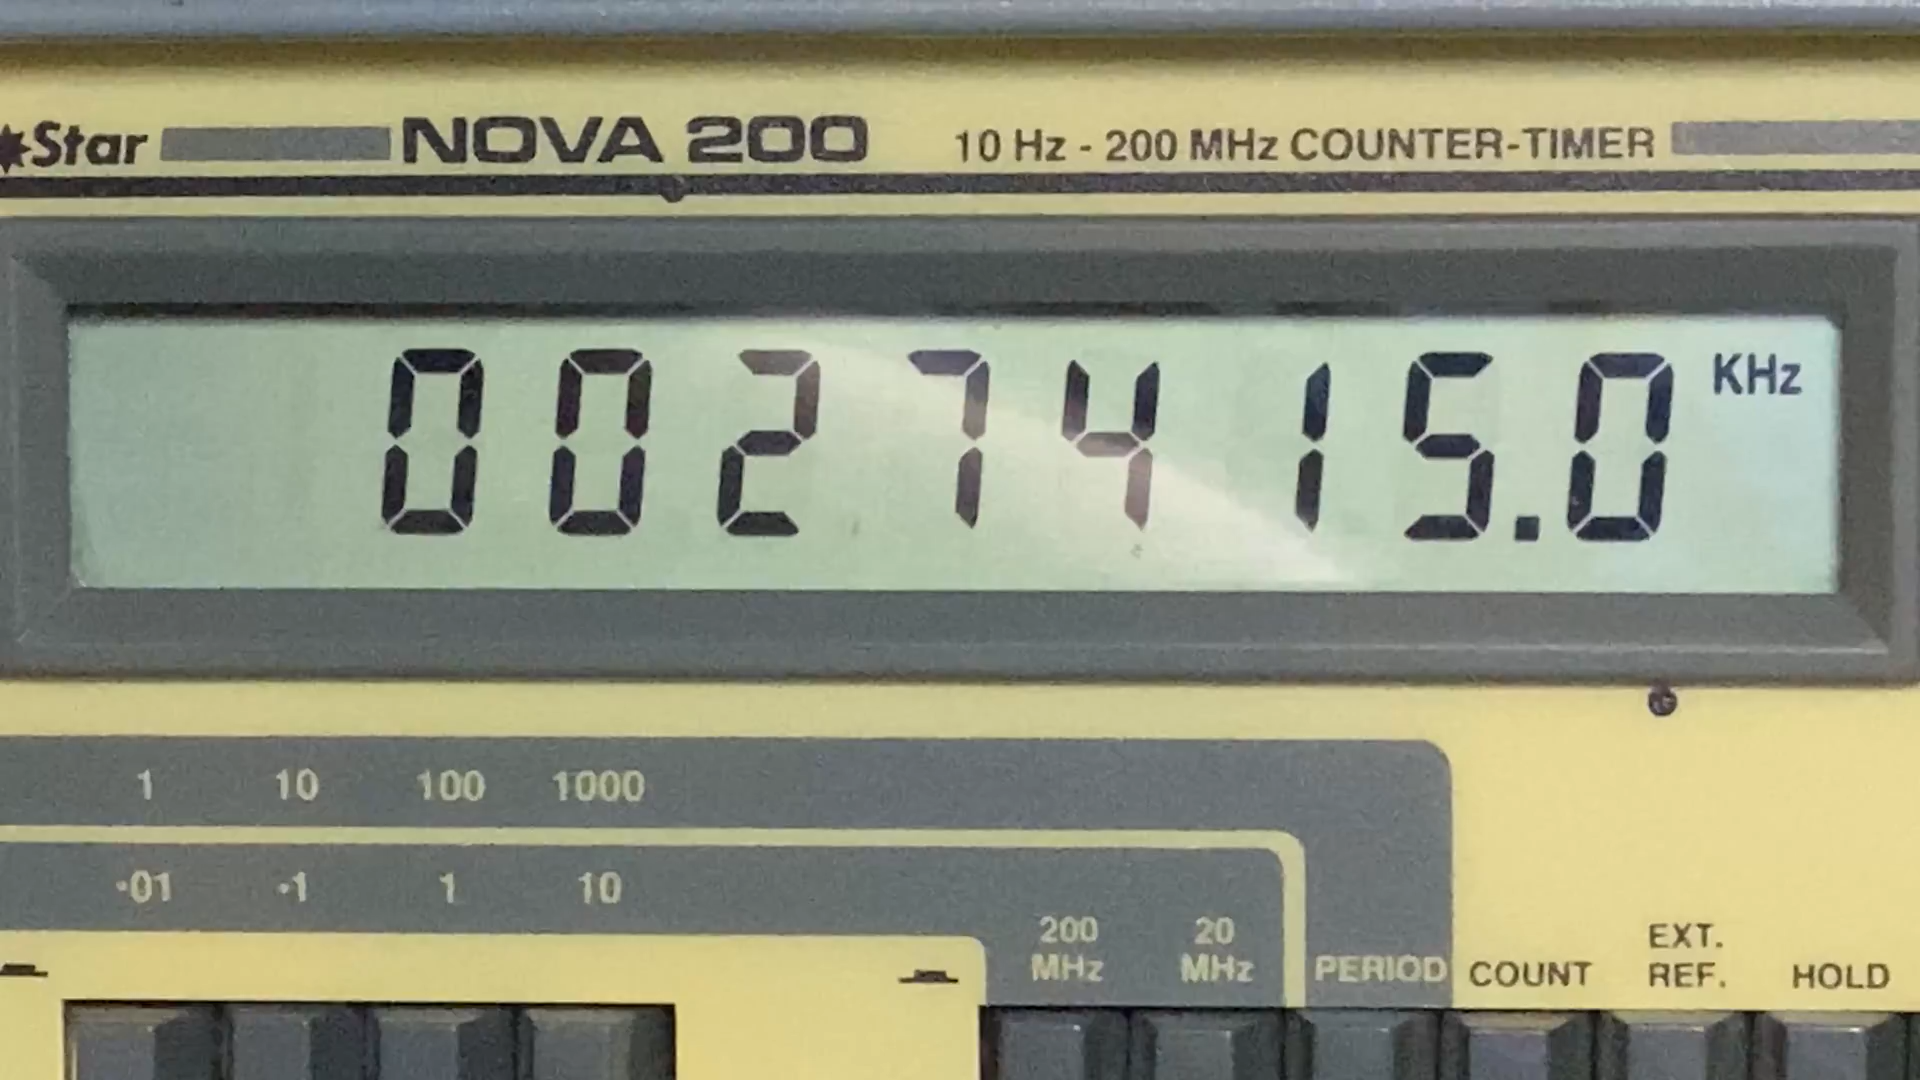 Star NOVA 200 10 Hz - 200 MHz COUNTER-TIMER
0027415.0 KHz
1 10 100 1000
·01 ·1 1 10
200 MHz 20 MHz PERIOD COUNT EXT. REF. HOLD